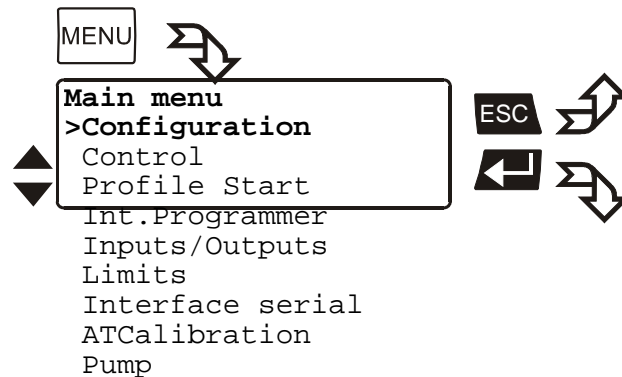 MENU
Main menu
>Configuration
Control
Profile Start
Int.Programmer
Inputs/Outputs
Limits
Interface serial
ATCalibration
Pump
ESC